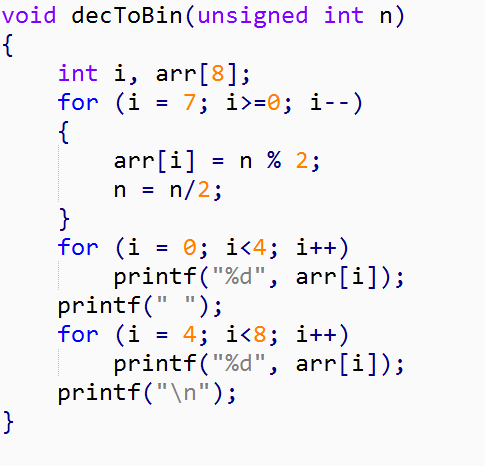 void decToBin(unsigned int n)
{
    int i, arr[8];
    for (i = 7; i>=0; i--)
    {
        arr[i] = n % 2;
        n = n/2;
    }
    for (i = 0; i<4; i++)
        printf("%d", arr[i]);
    printf(" ");
    for (i = 4; i<8; i++)
        printf("%d", arr[i]);
    printf("\n");
}